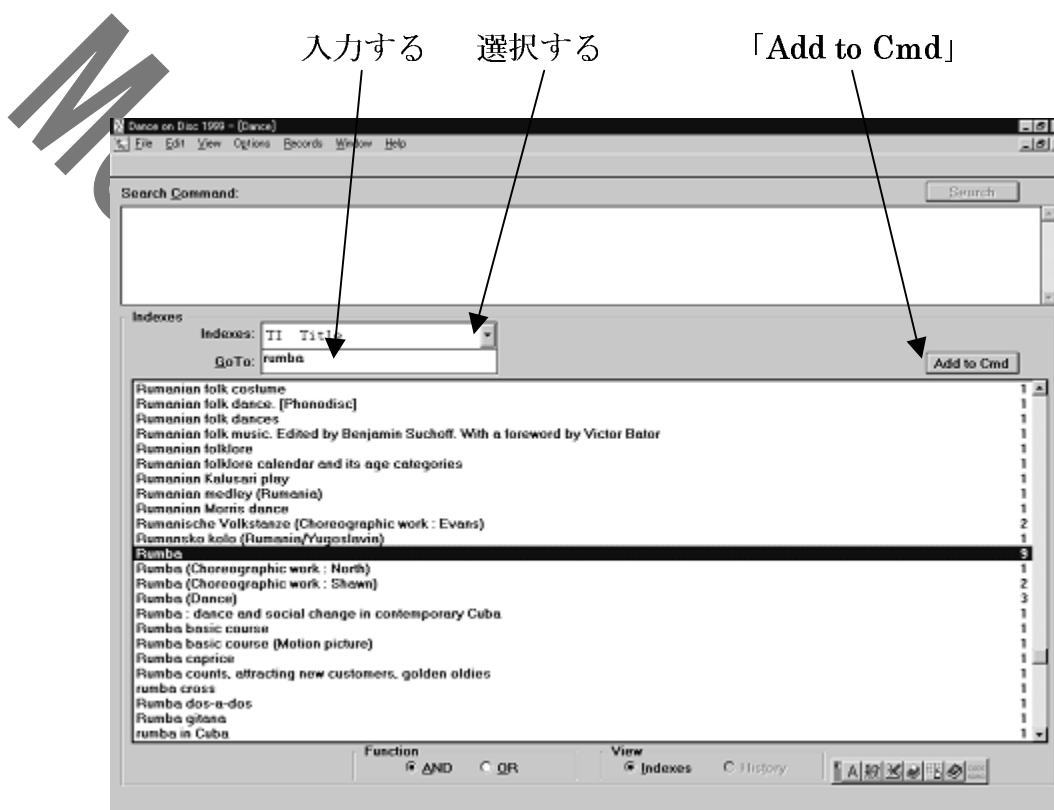 入力する 選択する 「Add to Cmd」
Dance on Disc 1999 - [Dance]
File Edit View Options Records Window Help
Search Command: Search
Indexes
Indexes: TI Title
GoTo: rumba Add to Cmd
Rumanian folk costume 1
Rumanian folk dance. [Phonodisc] 1
Rumanian folk dances 1
Rumanian folk music. Edited by Benjamin Suchoff. With a foreword by Victor Bator 1
Rumanian folklore 1
Rumanian folklore calendar and its age categories 1
Rumanian Kalusari play 1
Rumanian medley (Rumania) 1
Rumanian Morris dance 1
Rumanische Volkstanze (Choreographic work : Evans) 2
Rumansko kolo (Rumania/Yugoslavia) 1
Rumba 9
Rumba (Choreographic work : North) 1
Rumba (Choreographic work : Shawn) 2
Rumba (Dance) 3
Rumba : dance and social change in contemporary Cuba 1
Rumba basic course 1
Rumba basic course (Motion picture) 1
Rumba caprice 1
Rumba counts, attracting new customers, golden oldies 1
rumba cross 1
Rumba dos-a-dos 1
Rumba gitana 1
rumba in Cuba 1
Function View
AND OR Indexes History